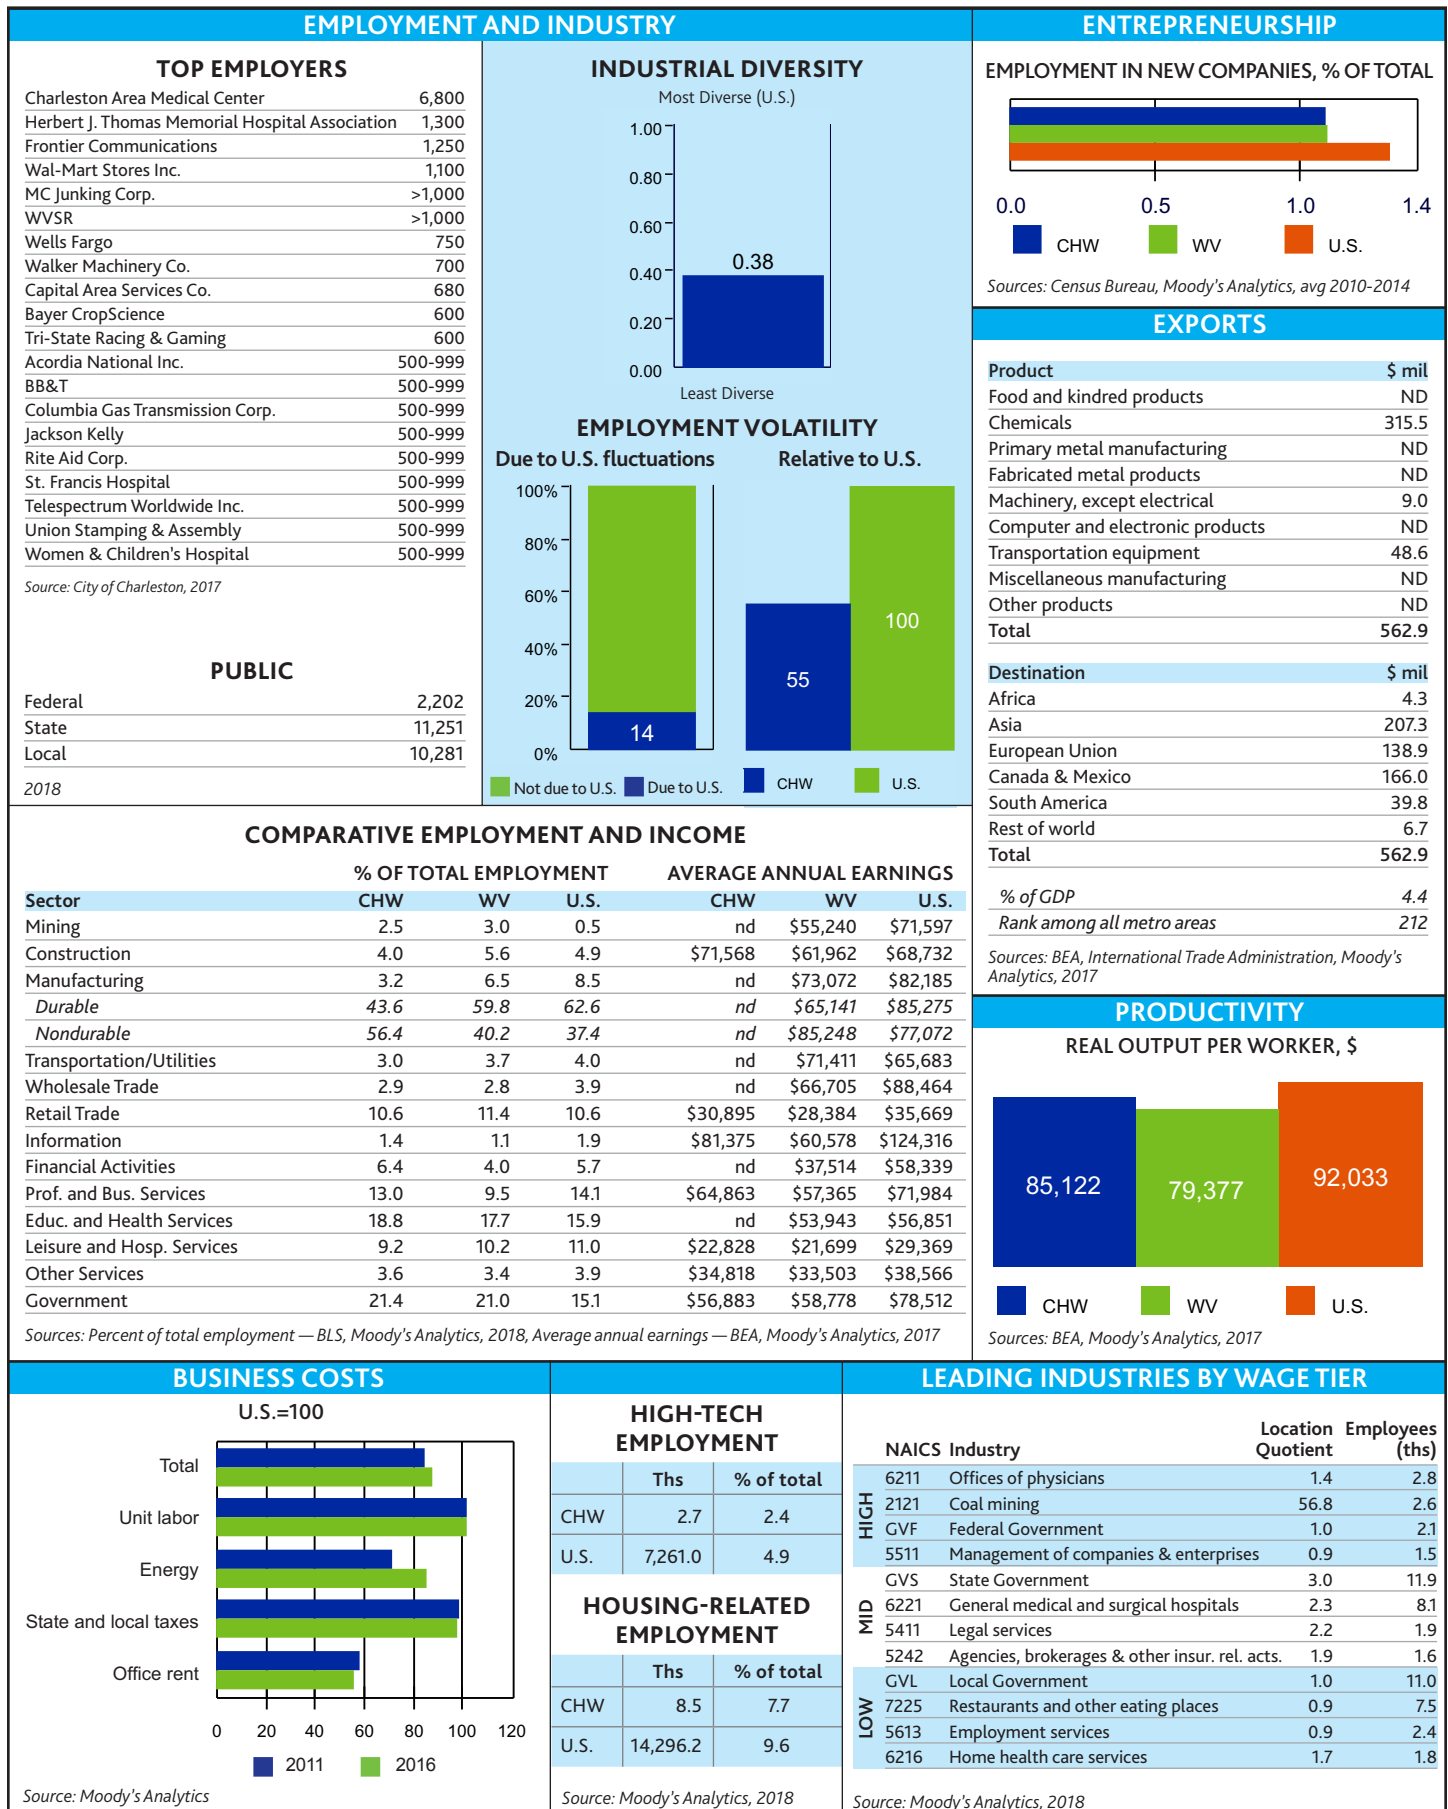 EMPLOYMENT AND INDUSTRY
TOP EMPLOYERS
Charleston Area Medical Center 6,800
Herbert J. Thomas Memorial Hospital Association 1,300
Frontier Communications 1,250
Wal-Mart Stores Inc. 1,100
MC Junking Corp. >1,000
WVSR >1,000
Wells Fargo 750
Walker Machinery Co. 700
Capital Area Services Co. 680
Bayer CropScience 600
Tri-State Racing & Gaming 600
Acordia National Inc. 500-999
BB&T 500-999
Columbia Gas Transmission Corp. 500-999
Jackson Kelly 500-999
Rite Aid Corp. 500-999
St. Francis Hospital 500-999
Telespectrum Worldwide Inc. 500-999
Union Stamping & Assembly 500-999
Women & Children's Hospital 500-999
Source: City of Charleston, 2017
PUBLIC
Federal 2,202
State 11,251
Local 10,281
2018
INDUSTRIAL DIVERSITY
Most Diverse (U.S.)
1.00
0.80
0.60
0.40
0.20
0.00
0.38
Least Diverse
EMPLOYMENT VOLATILITY
Due to U.S. fluctuations Relative to U.S.
100%
80%
60%
40%
20%
0%
14
55
100
Not due to U.S. Due to U.S. CHW U.S.
ENTREPRENEURSHIP
EMPLOYMENT IN NEW COMPANIES, % OF TOTAL
0.0 0.5 1.0 1.4
CHW WV U.S.
Sources: Census Bureau, Moody's Analytics, avg 2010-2014
EXPORTS
Product $ mil
Food and kindred products ND
Chemicals 315.5
Primary metal manufacturing ND
Fabricated metal products ND
Machinery, except electrical 9.0
Computer and electronic products ND
Transportation equipment 48.6
Miscellaneous manufacturing ND
Other products ND
Total 562.9
Destination $ mil
Africa 4.3
Asia 207.3
European Union 138.9
Canada & Mexico 166.0
South America 39.8
Rest of world 6.7
Total 562.9
% of GDP 4.4
Rank among all metro areas 212
Sources: BEA, International Trade Administration, Moody's
Analytics, 2017
COMPARATIVE EMPLOYMENT AND INCOME
% OF TOTAL EMPLOYMENT AVERAGE ANNUAL EARNINGS
Sector CHW WV U.S. CHW WV U.S.
Mining 2.5 3.0 0.5 nd $55,240 $71,597
Construction 4.0 5.6 4.9 $71,568 $61,962 $68,732
Manufacturing 3.2 6.5 8.5 nd $73,072 $82,185
Durable 43.6 59.8 62.6 nd $65,141 $85,275
Nondurable 56.4 40.2 37.4 nd $85,248 $77,072
Transportation/Utilities 3.0 3.7 4.0 nd $71,411 $65,683
Wholesale Trade 2.9 2.8 3.9 nd $66,705 $88,464
Retail Trade 10.6 11.4 10.6 $30,895 $28,384 $35,669
Information 1.4 1.1 1.9 $81,375 $60,578 $124,316
Financial Activities 6.4 4.0 5.7 nd $37,514 $58,339
Prof. and Bus. Services 13.0 9.5 14.1 $64,863 $57,365 $71,984
Educ. and Health Services 18.8 17.7 15.9 nd $53,943 $56,851
Leisure and Hosp. Services 9.2 10.2 11.0 $22,828 $21,699 $29,369
Other Services 3.6 3.4 3.9 $34,818 $33,503 $38,566
Government 21.4 21.0 15.1 $56,883 $58,778 $78,512
Sources: Percent of total employment — BLS, Moody's Analytics, 2018, Average annual earnings — BEA, Moody's Analytics, 2017
PRODUCTIVITY
REAL OUTPUT PER WORKER, $
85,122 79,377 92,033
CHW WV U.S.
Sources: BEA, Moody's Analytics, 2017
BUSINESS COSTS
U.S.=100
Total
Unit labor
Energy
State and local taxes
Office rent
0 20 40 60 80 100 120
2011 2016
Source: Moody's Analytics
HIGH-TECH
EMPLOYMENT
Ths % of total
CHW 2.7 2.4
U.S. 7,261.0 4.9
HOUSING-RELATED
EMPLOYMENT
Ths % of total
CHW 8.5 7.7
U.S. 14,296.2 9.6
Source: Moody's Analytics, 2018
LEADING INDUSTRIES BY WAGE TIER
Location Employees
NAICS Industry Quotient (ths)
HIGH
6211 Offices of physicians 1.4 2.8
2121 Coal mining 56.8 2.6
GVF Federal Government 1.0 2.1
5511 Management of companies & enterprises 0.9 1.5
MID
GVS State Government 3.0 11.9
6221 General medical and surgical hospitals 2.3 8.1
5411 Legal services 2.2 1.9
5242 Agencies, brokerages & other insur. rel. acts. 1.9 1.6
LOW
GVL Local Government 1.0 11.0
7225 Restaurants and other eating places 0.9 7.5
5613 Employment services 0.9 2.4
6216 Home health care services 1.7 1.8
Source: Moody's Analytics, 2018